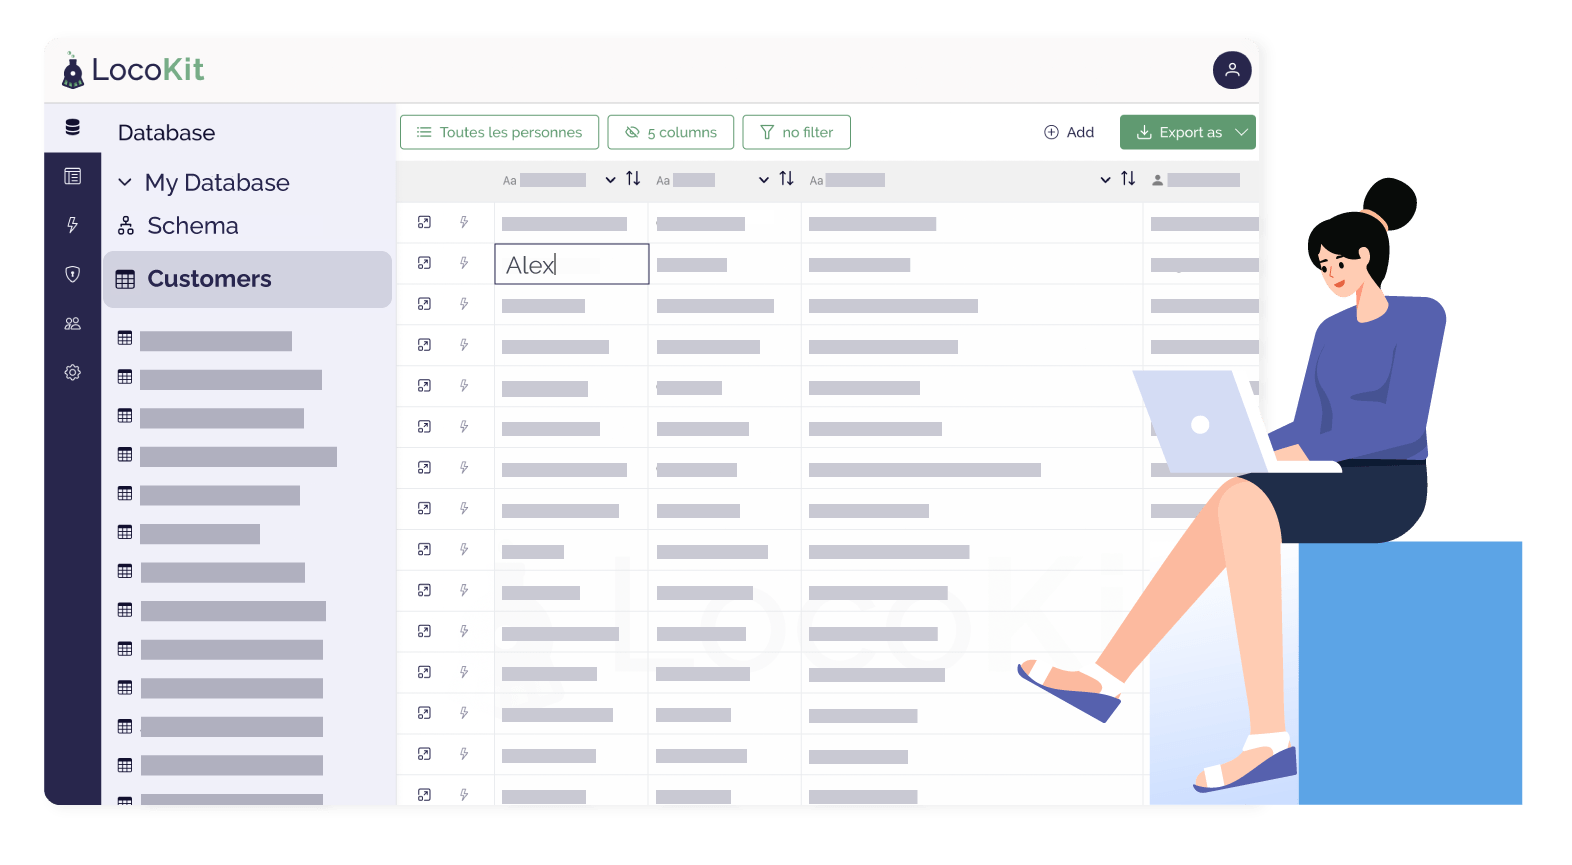 LocoKit
Database
My Database
Schema
Customers
Toutes les personnes
5 columns
no filter
Add
Export as
Aa
Aa
Aa
Alex
LocoKi